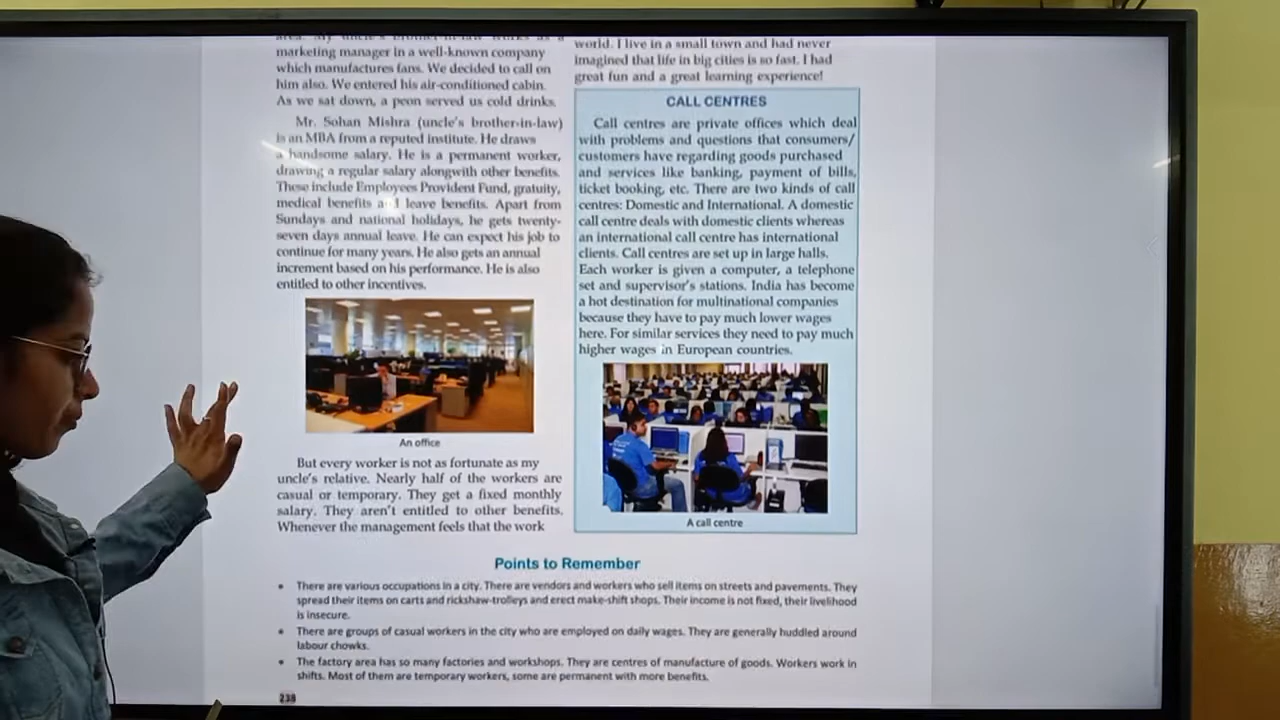 marketing manager in a well-known company
which manufactures fans. We decided to call on
him also. We entered his air-conditioned cabin.
As we sat down, a peon served us cold drinks.
Mr. Sohan Mishra (uncle's brother-in-law)
is an MBA from a reputed institute. He draws
a handsome salary. He is a permanent worker,
drawing a regular salary alongwith other benefits.
These include Employees Provident Fund, gratuity,
medical benefits and leave benefits. Apart from
Sundays and national holidays, he gets twenty-
seven days annual leave. He can expect his job to
continue for many years. He also gets an annual
increment based on his performance. He is also
entitled to other incentives.
An office
But every worker is not as fortunate as my
uncle's relative. Nearly half of the workers are
casual or temporary. They get a fixed monthly
salary. They aren't entitled to other benefits.
Whenever the management feels that the work
world. I live in a small town and had never
imagined that life in big cities is so fast. I had
great fun and a great learning experience!
CALL CENTRES
Call centres are private offices which deal
with problems and questions that consumers/
customers have regarding goods purchased
and services like banking, payment of bills,
ticket booking, etc. There are two kinds of call
centres: Domestic and International. A domestic
call centre deals with domestic clients whereas
an international call centre has international
clients. Call centres are set up in large halls.
Each worker is given a computer, a telephone
set and supervisor's stations. India has become
a hot destination for multinational companies
because they have to pay much lower wages
here. For similar services they need to pay much
higher wages in European countries.
A call centre
Points to Remember
• There are various occupations in a city. There are vendors and workers who sell items on streets and pavements. They
spread their items on carts and rickshaw-trolleys and erect make-shift shops. Their income is not fixed, their livelihood
is insecure.
• There are groups of casual workers in the city who are employed on daily wages. They are generally huddled around
labour chowks.
• The factory area has so many factories and workshops. They are centres of manufacture of goods. Workers work in
shifts. Most of them are temporary workers, some are permanent with more benefits.
238